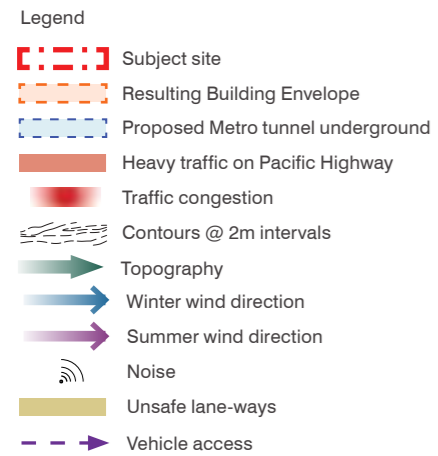 Legend
Subject site
Resulting Building Envelope
Proposed Metro tunnel underground
Heavy traffic on Pacific Highway
Traffic congestion
Contours @ 2m intervals
Topography
Winter wind direction
Summer wind direction
Noise
Unsafe lane-ways
Vehicle access